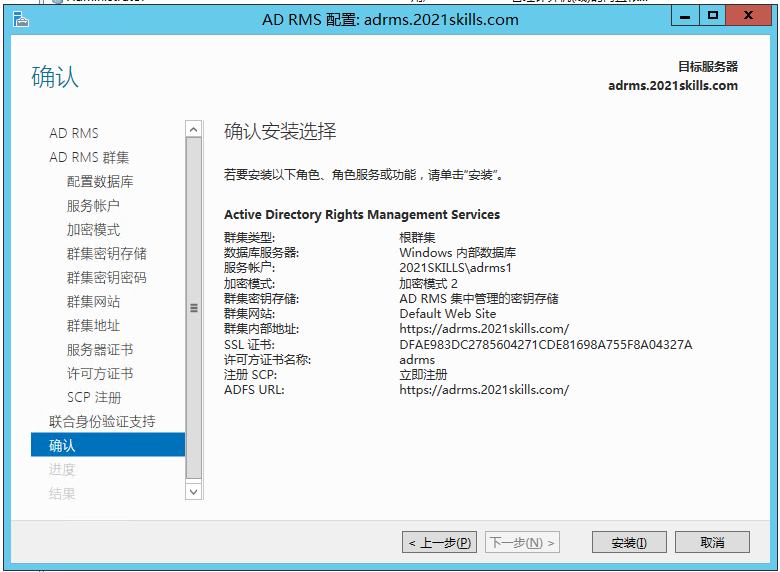 AD RMS 配置: adrms.2021skills.com
确认
目标服务器
adrms.2021skills.com
AD RMS
AD RMS 群集
配置数据库
服务帐户
加密模式
群集密钥存储
群集密钥密码
群集网站
群集地址
服务器证书
许可方证书
SCP 注册
联合身份验证支持
确认
进度
结果
确认安装选择
若要安装以下角色、角色服务或功能，请单击"安装"。
Active Directory Rights Management Services
群集类型: 根群集
数据库服务器: Windows 内部数据库
服务帐户: 2021SKILLS\adrms1
加密模式: 加密模式 2
群集密钥存储: AD RMS 集中管理的密钥存储
群集网站: Default Web Site
群集内部地址: https://adrms.2021skills.com/
SSL 证书: DFAE983DC2785604271CDE81698A755F8A04327A
许可方证书名称: adrms
注册 SCP: 立即注册
ADFS URL: https://adrms.2021skills.com/
< 上一步(P)
下一步(N) >
安装(I)
取消